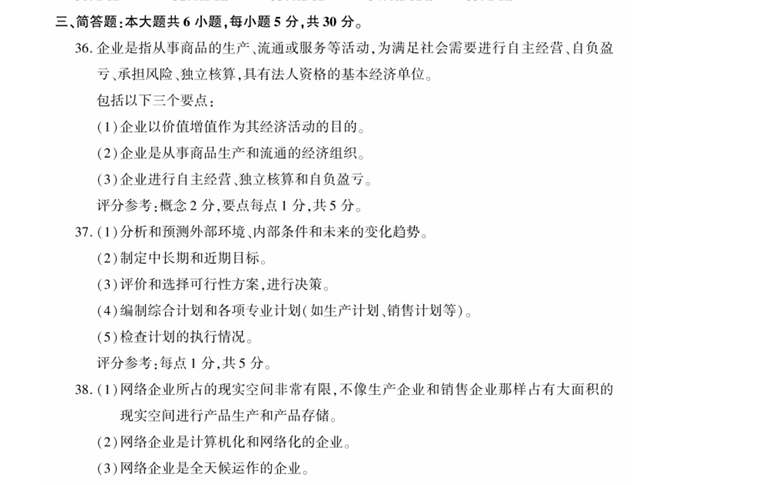 三、简答题:本大题共 6 小题,每小题 5 分,共 30 分。
36. 企业是指从事商品的生产、流通或服务等活动,为满足社会需要进行自主经营、自负盈
亏、承担风险、独立核算,具有法人资格的基本经济单位。
包括以下三个要点:
(1)企业以价值增值作为其经济活动的目的。
(2)企业是从事商品生产和流通的经济组织。
(3)企业进行自主经营、独立核算和自负盈亏。
评分参考:概念 2 分,要点每点 1 分,共 5 分。
37. (1)分析和预测外部环境、内部条件和未来的变化趋势。
(2)制定中长期和近期目标。
(3)评价和选择可行性方案,进行决策。
(4)编制综合计划和各项专业计划(如生产计划、销售计划等)。
(5)检查计划的执行情况。
评分参考:每点 1 分,共 5 分。
38. (1)网络企业所占的现实空间非常有限,不像生产企业和销售企业那样占有大面积的
现实空间进行产品生产和产品存储。
(2)网络企业是计算机化和网络化的企业。
(3)网络企业是全天候运作的企业。